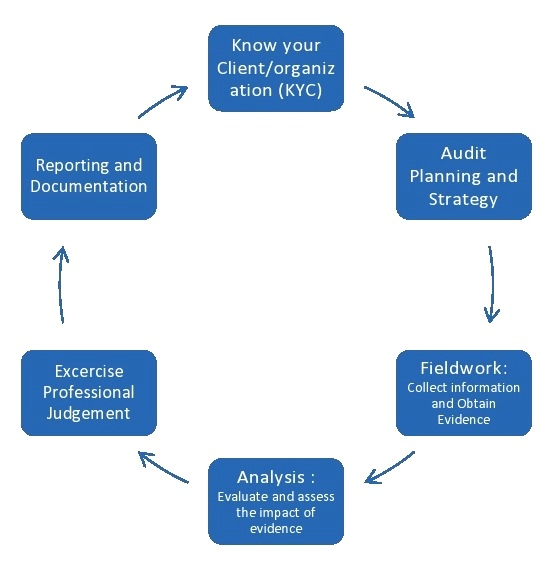 Know your
Client/organiz
ation (KYC)
Audit
Planning and
Strategy
Fieldwork:
Collect information
and Obtain
Evidence
Analysis :
Evaluate and assess
the impact of
evidence
Excercise
Professional
Judgement
Reporting and
Documentation